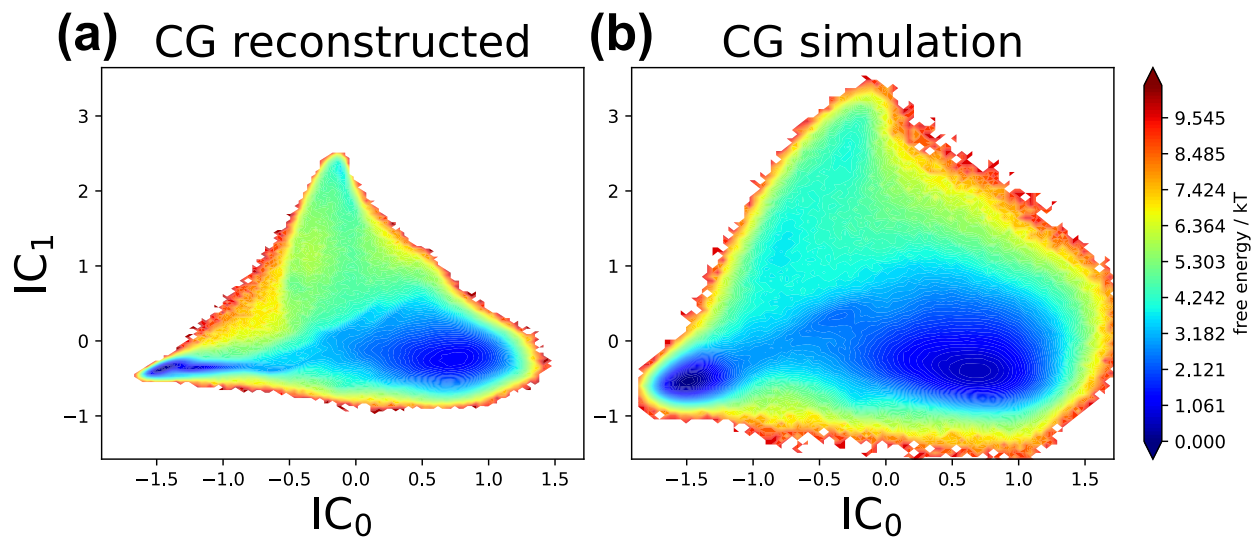 (a) CG reconstructed
(b) CG simulation
IC₁
3
2
1
0
−1
−1.5 −1.0 −0.5 0.0 0.5 1.0 1.5
IC₀
3
2
1
0
−1
−1.5 −1.0 −0.5 0.0 0.5 1.0 1.5
IC₀
9.545
8.485
7.424
6.364
5.303
4.242
3.182
2.121
1.061
0.000
free energy / kT